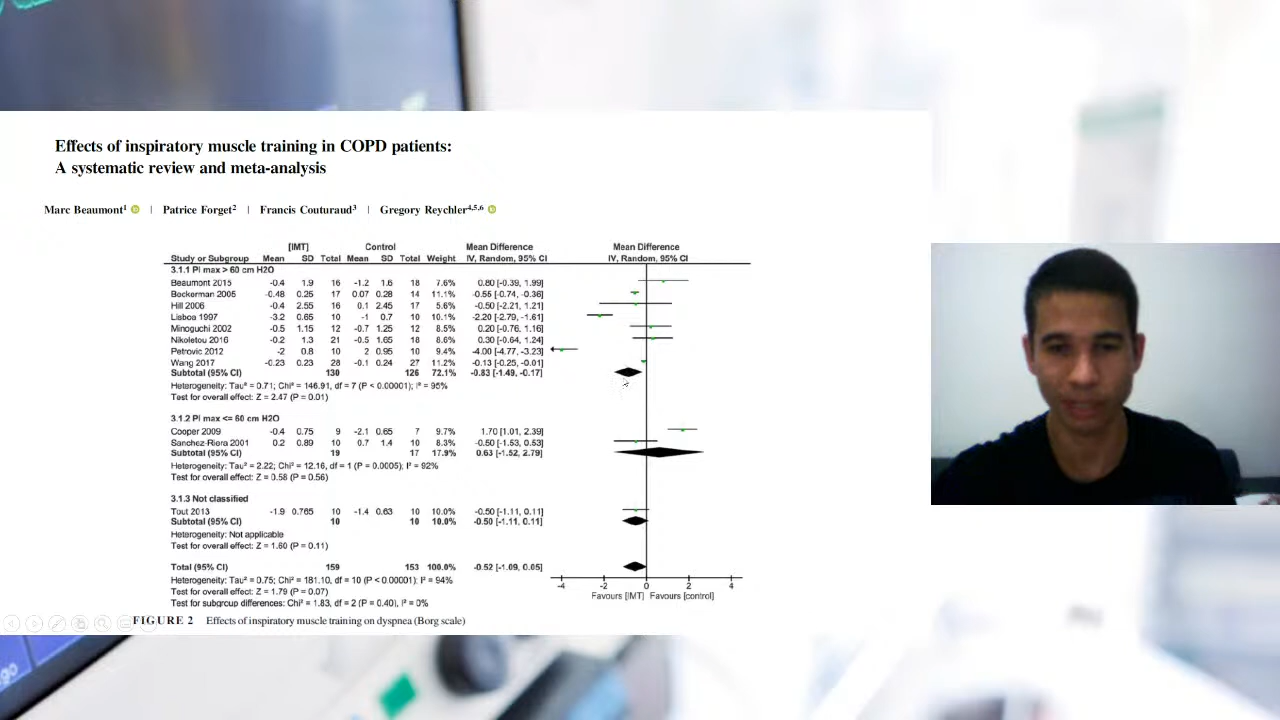 Effects of inspiratory muscle training in COPD patients:
A systematic review and meta-analysis
Marc Beaumont1 | Patrice Forget2 | Francis Couturaud3 | Gregory Reychler4,5,6
[IMT] Control Mean Difference Mean Difference
Study or Subgroup Mean SD Total Mean SD Total Weight IV, Random, 95% CI IV, Random, 95% CI
3.1.1 PI max > 60 cm H2O
Beaumont 2015 -0.4 1.9 16 -1.2 1.6 18 7.6% 0.80 [-0.39, 1.99]
Beckerman 2005 -0.48 0.25 17 0.07 0.28 14 11.1% -0.55 [-0.74, -0.36]
Hill 2006 -0.4 2.55 16 0.1 2.45 17 5.6% -0.50 [-2.21, 1.21]
Lisboa 1997 -3.2 0.65 10 -1 0.7 10 10.1% -2.20 [-2.79, -1.61]
Minoguchi 2002 -0.5 1.15 12 -0.7 1.25 12 8.5% 0.20 [-0.76, 1.16]
Nikoletou 2016 -0.2 1.3 21 -0.5 1.65 18 8.6% 0.30 [-0.64, 1.24]
Petrovic 2012 -2 0.8 10 2 0.95 10 9.4% -4.00 [-4.77, -3.23]
Wang 2017 -0.23 0.23 28 -0.1 0.24 27 11.2% -0.13 [-0.25, -0.01]
Subtotal (95% CI) 130 126 72.1% -0.83 [-1.49, -0.17]
Heterogeneity: Tau² = 0.71; Chi² = 146.91, df = 7 (P < 0.00001); I² = 95%
Test for overall effect: Z = 2.47 (P = 0.01)
3.1.2 PI max <= 60 cm H2O
Cooper 2009 -0.4 0.75 9 -2.1 0.65 7 9.7% 1.70 [1.01, 2.39]
Sanchez-Riera 2001 0.2 0.89 10 0.7 1.4 10 8.3% -0.50 [-1.53, 0.53]
Subtotal (95% CI) 19 17 17.9% 0.63 [-1.52, 2.79]
Heterogeneity: Tau² = 2.22; Chi² = 12.16, df = 1 (P = 0.0005); I² = 92%
Test for overall effect: Z = 0.58 (P = 0.56)
3.1.3 Not classified
Tout 2013 -1.9 0.765 10 -1.4 0.63 10 10.0% -0.50 [-1.11, 0.11]
Subtotal (95% CI) 10 10 10.0% -0.50 [-1.11, 0.11]
Heterogeneity: Not applicable
Test for overall effect: Z = 1.60 (P = 0.11)
Total (95% CI) 159 153 100.0% -0.52 [-1.09, 0.05]
Heterogeneity: Tau² = 0.75; Chi² = 181.10, df = 10 (P < 0.00001); I² = 94%
Test for overall effect: Z = 1.79 (P = 0.07)
Test for subgroup differences: Chi² = 1.83, df = 2 (P = 0.40), I² = 0%
-4 -2 0 2 4
Favours [IMT] Favours [control]
FIGURE 2 Effects of inspiratory muscle training on dyspnea (Borg scale)